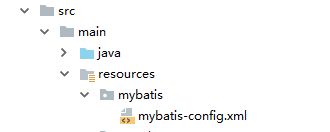 src
main
java
resources
mybatis
mybatis-config.xml